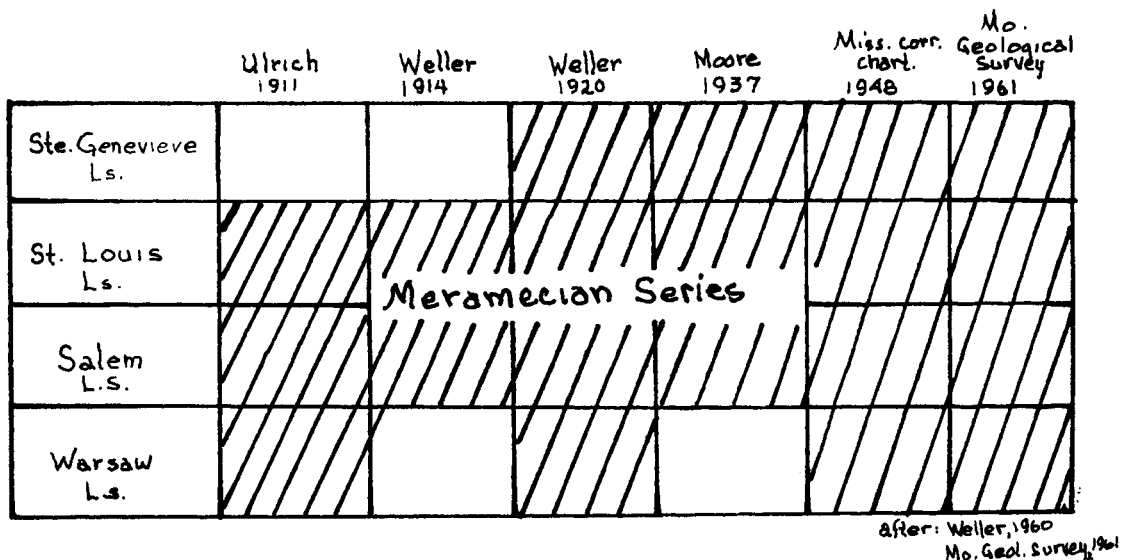 Ulrich
1911
Weller
1914
Weller
1920
Moore
1937
Miss. corr.
chart.
1948
Mo.
Geological
Survey
1961
Ste. Genevieve
Ls.
St. Louis
Ls.
Meramecian Series
Salem
L.S.
Warsaw
Ls.
after: Weller, 1960
Mo. Geol. Survey, 1961